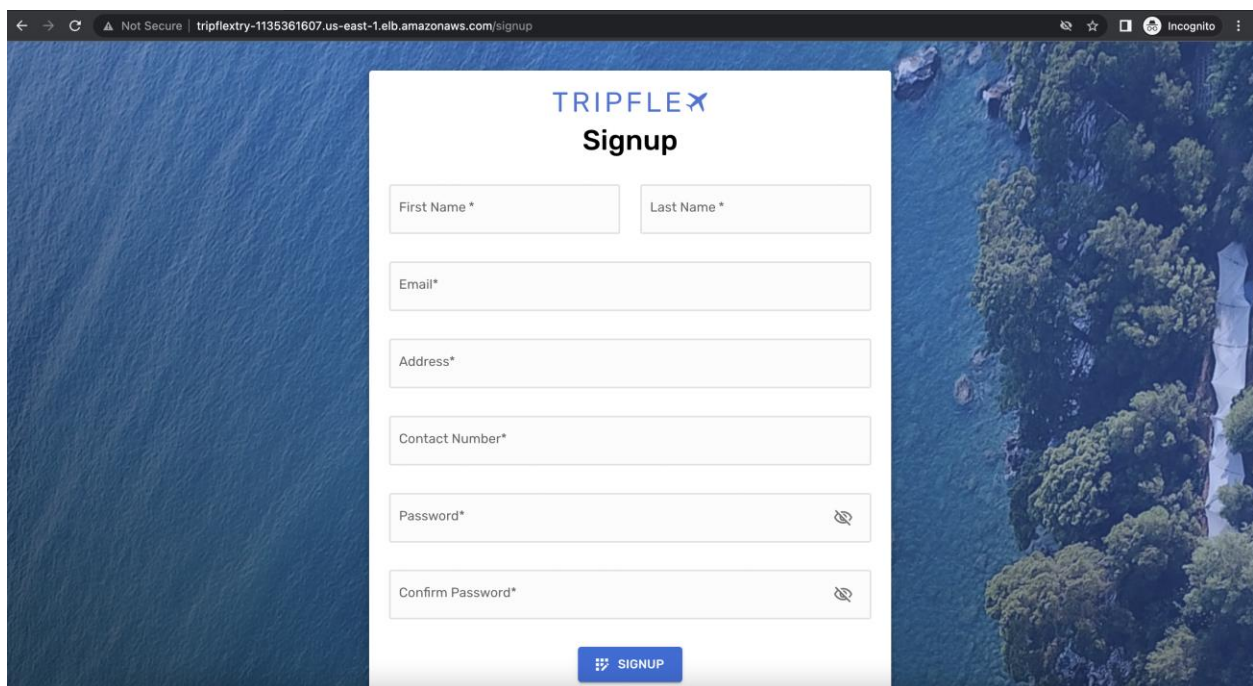 Not Secure | tripflextry-1135361607.us-east-1.elb.amazonaws.com/signup
Incognito
TRIPFLEX
Signup
First Name *
Last Name *
Email*
Address*
Contact Number*
Password*
Confirm Password*
SIGNUP